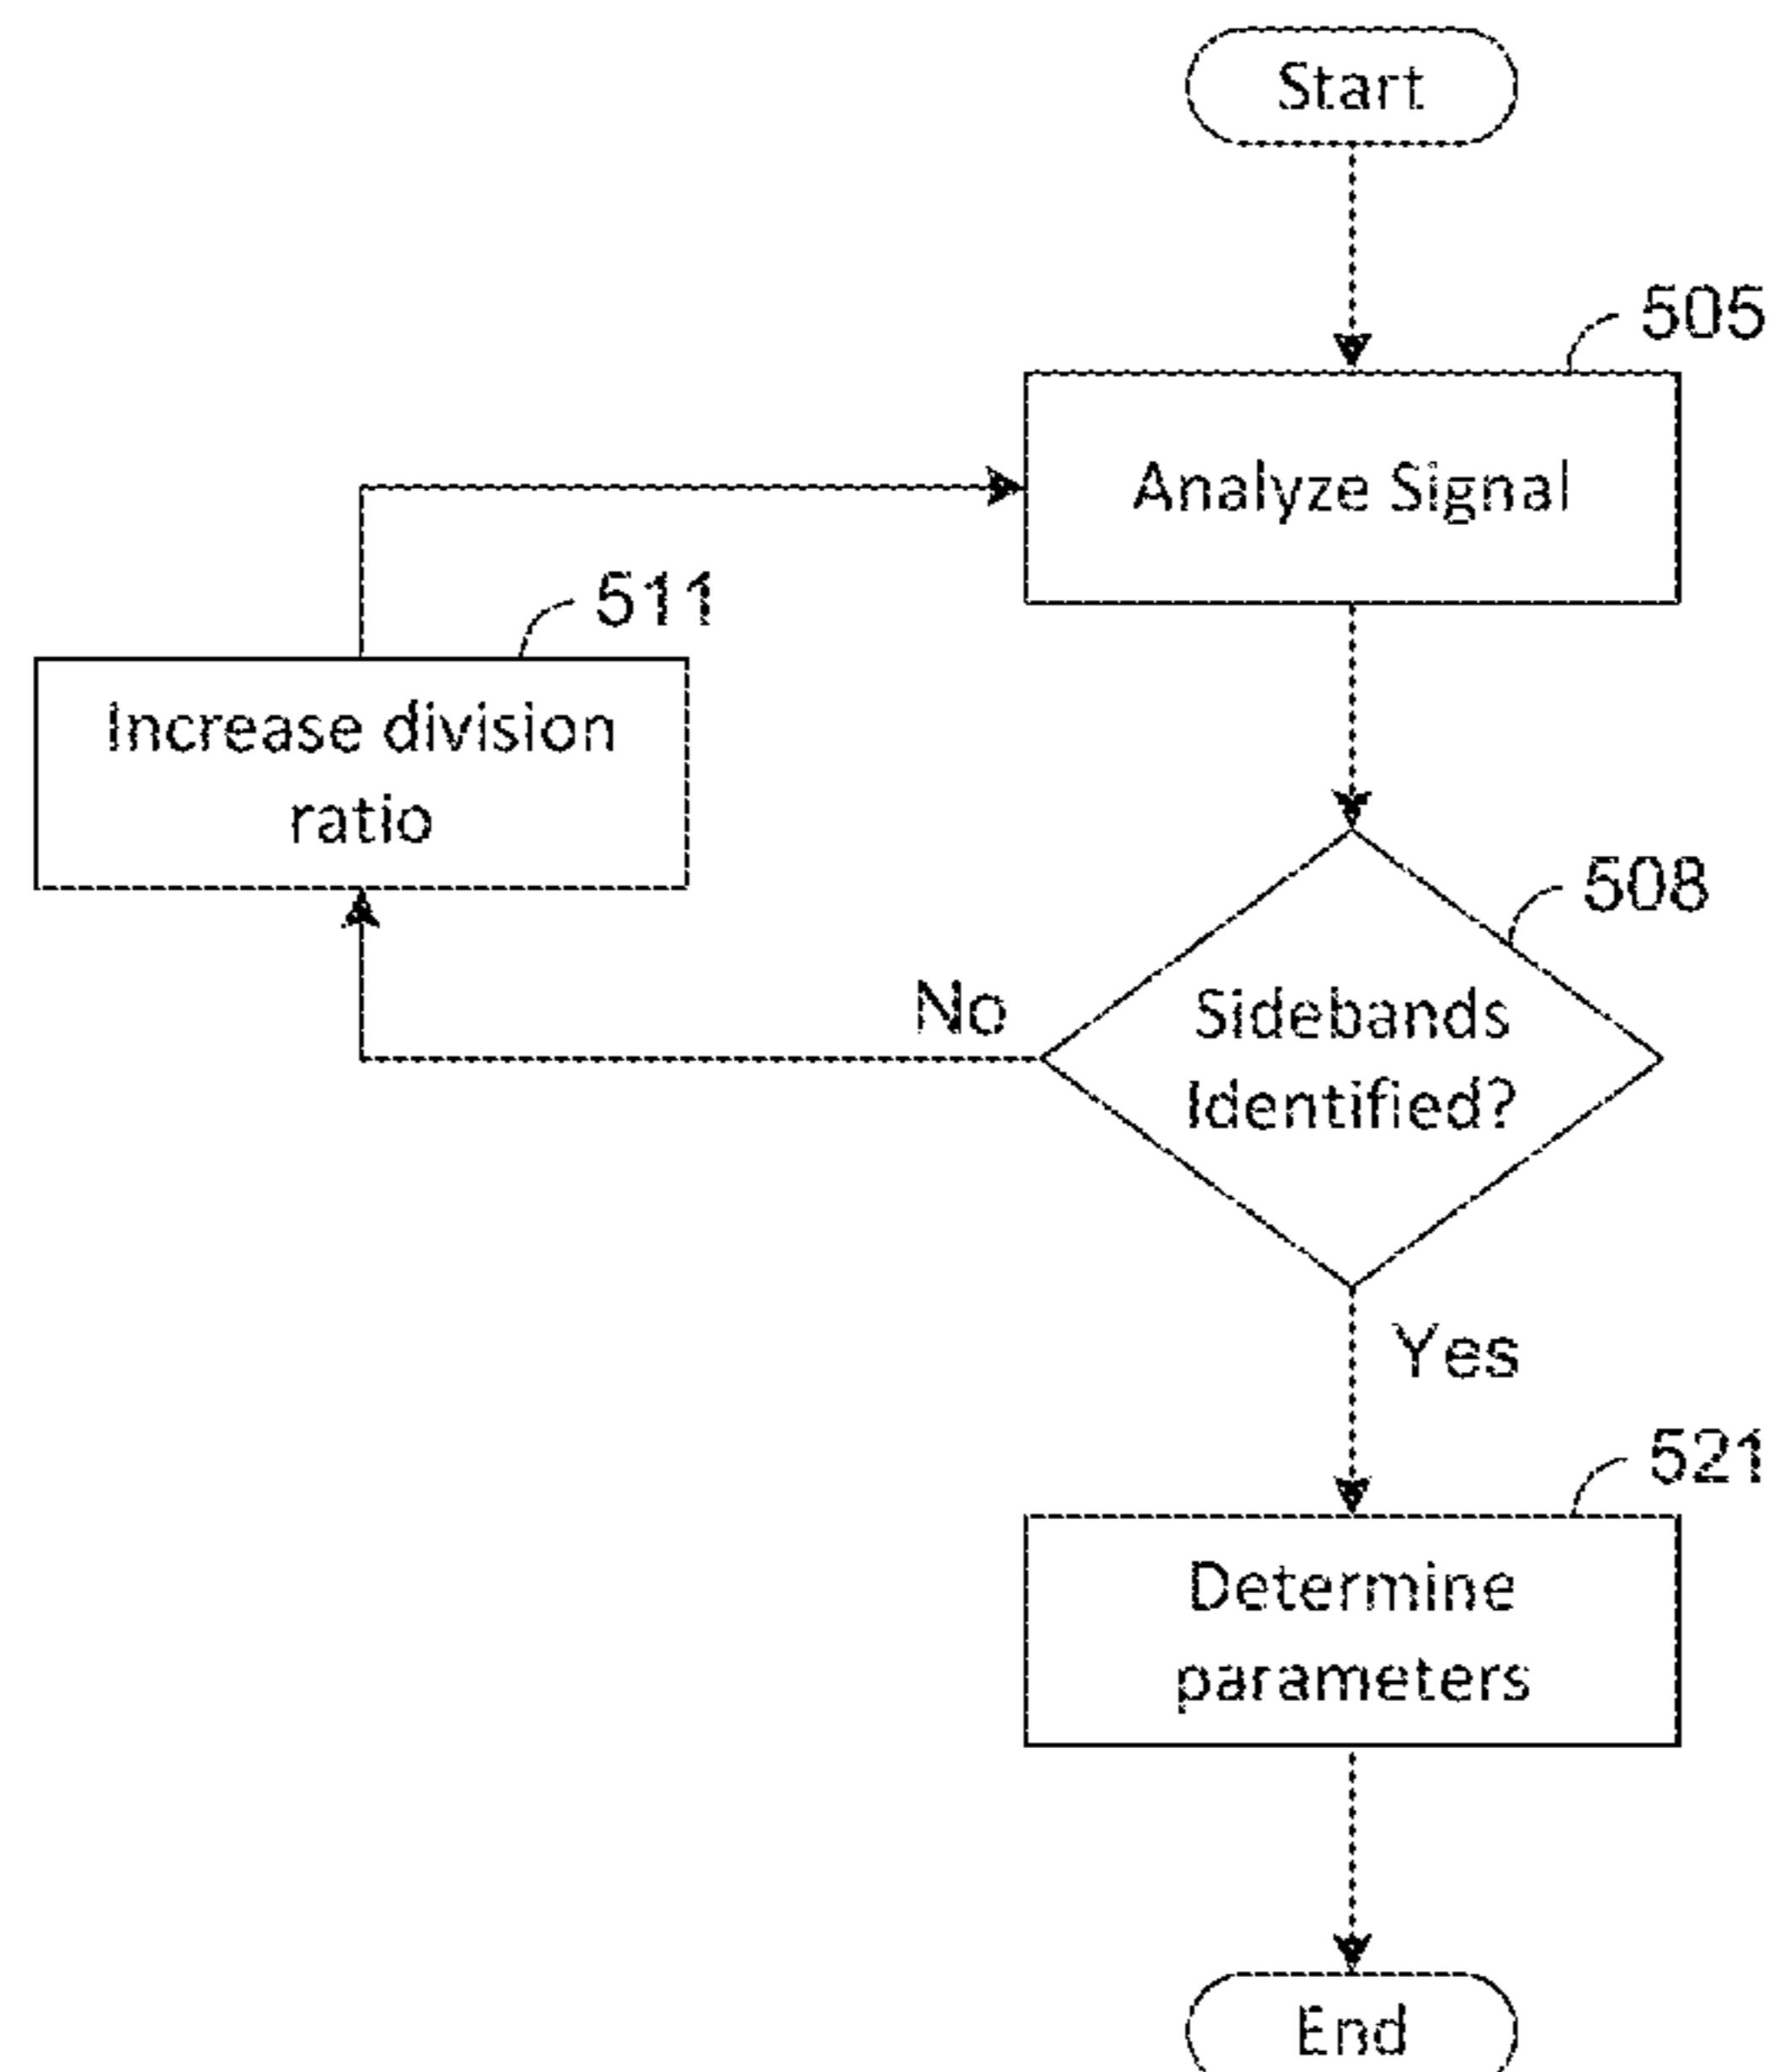 Start
505
Analyze Signal
511
Increase division
ratio
508
No
Sidebands
Identified?
Yes
521
Determine
parameters
End